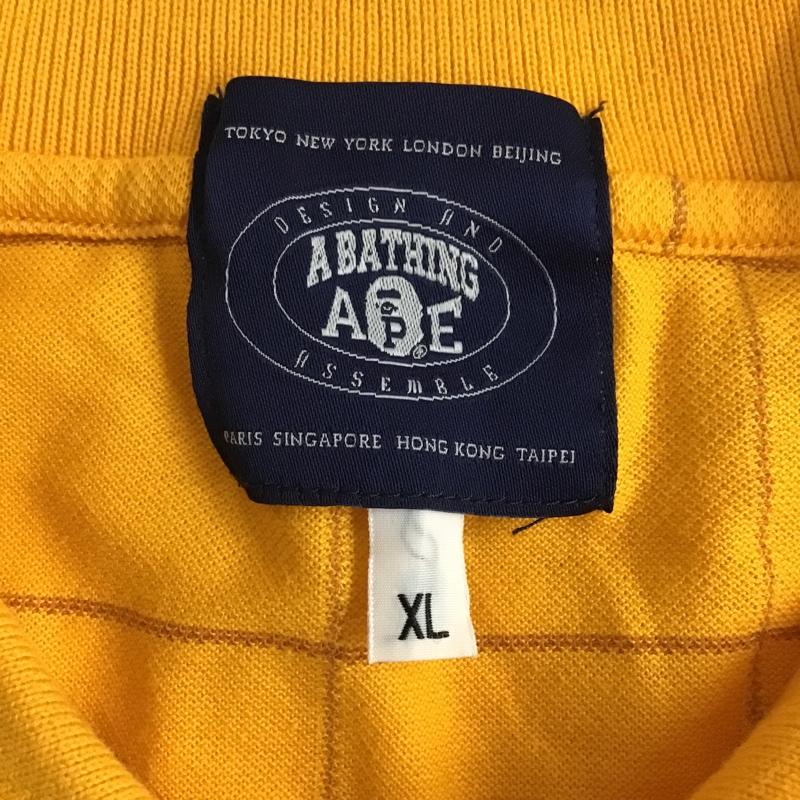 TOKYO NEW YORK LONDON BEIJING
DESIGN AND
A BATHING
APE®
ASSEMBLE
PARIS SINGAPORE HONG KONG TAIPEI
XL